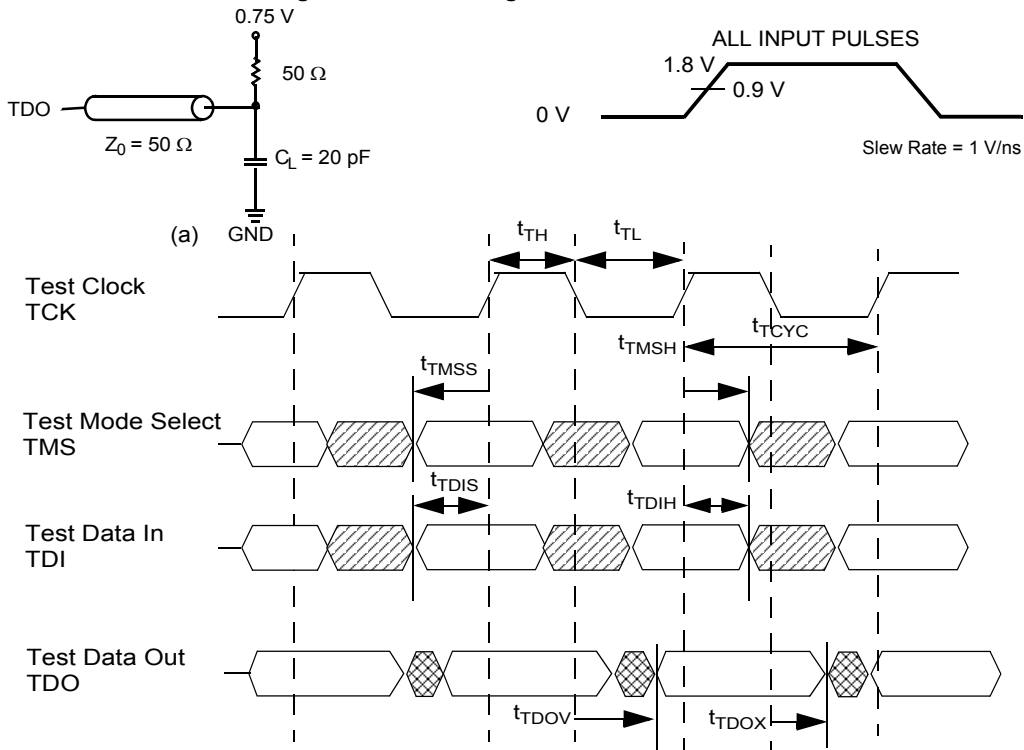 0.75 V
ALL INPUT PULSES
1.8 V
50 Ω
0.9 V
TDO
0 V
Z0 = 50 Ω
CL = 20 pF
Slew Rate = 1 V/ns
(a)
GND
tTH
tTL
Test Clock
TCK
tTCYC
tTMSH
tTMSS
Test Mode Select
TMS
tTDIS
tTDIH
Test Data In
TDI
Test Data Out
TDO
tTDOV
tTDOX